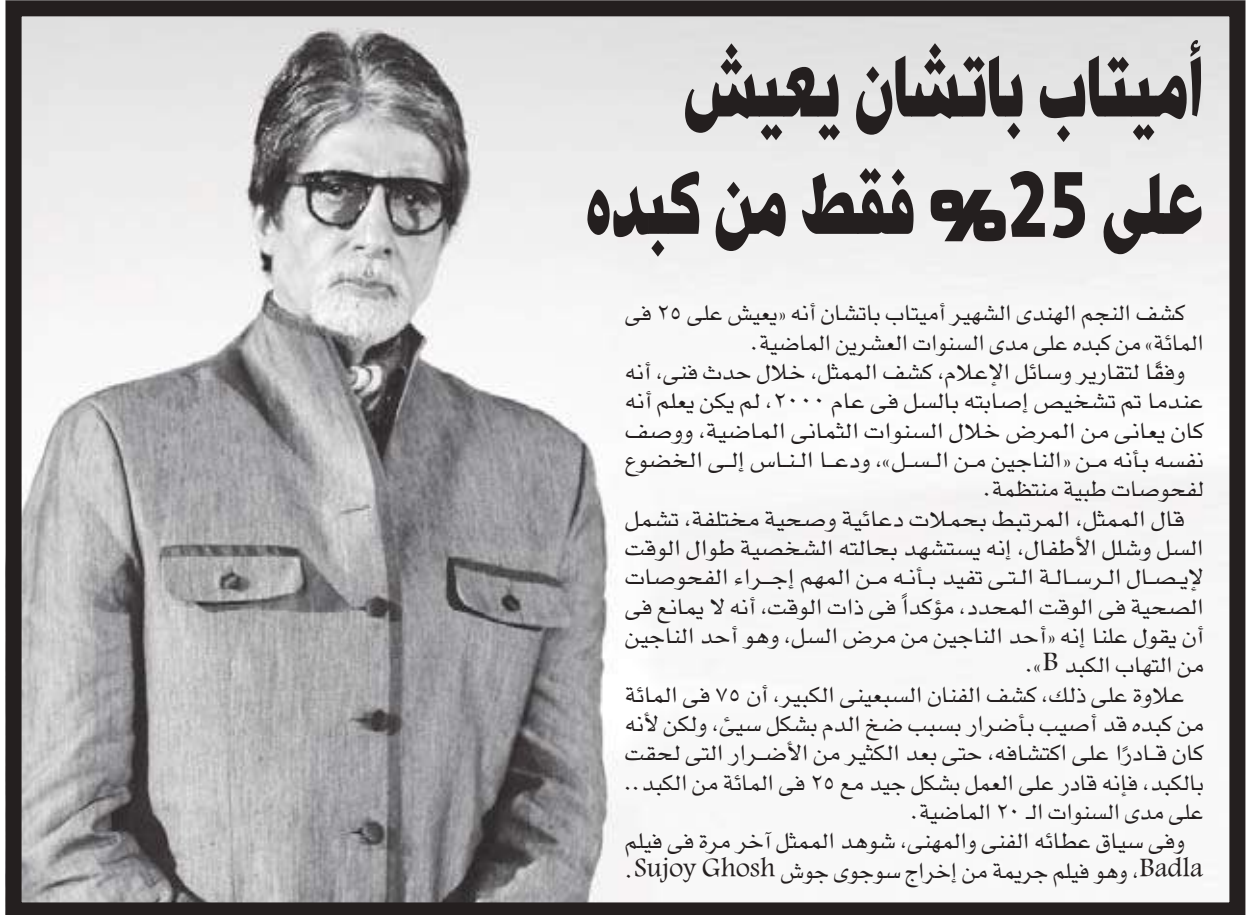 أميتاب باتشان يعيش
على 25% فقط من كبده
كشف النجم الهندى الشهير أميتاب باتشان أنه «يعيش على ٢٥ فى
المائة» من كبده على مدى السنوات العشرين الماضية.
وفقًا لتقارير وسائل الإعلام، كشف الممثل، خلال حدث فنى، أنه
عندما تم تشخيص إصابته بالسل فى عام ٢٠٠٠، لم يكن يعلم أنه
كان يعانى من المرض خلال السنوات الثمانى الماضية، ووصف
نفسه بأنه من «الناجين من السل»، ودعا الناس إلى الخضوع
لفحوصات طبية منتظمة.
قال الممثل، المرتبط بحملات دعائية وصحية مختلفة، تشمل
السل وشلل الأطفال، إنه يستشهد بحالته الشخصية طوال الوقت
لإيصال الرسالة التى تفيد بأنه من المهم إجراء الفحوصات
الصحية فى الوقت المحدد، مؤكداً فى ذات الوقت، أنه لا يمانع فى
أن يقول علنا إنه «أحد الناجين من مرض السل، وهو أحد الناجين
من التهاب الكبد B».
علاوة على ذلك، كشف الفنان السبعينى الكبير، أن ٧٥ فى المائة
من كبده قد أصيب بأضرار بسبب ضخ الدم بشكل سيئ، ولكن لأنه
كان قادرًا على اكتشافه، حتى بعد الكثير من الأضرار التى لحقت
بالكبد، فإنه قادر على العمل بشكل جيد مع ٢٥ فى المائة من الكبد..
على مدى السنوات الـ ٢٠ الماضية.
وفى سياق عطائه الفنى والمهنى، شوهد الممثل آخر مرة فى فيلم
Badla، وهو فيلم جريمة من إخراج سوجوى جوش Sujoy Ghosh.